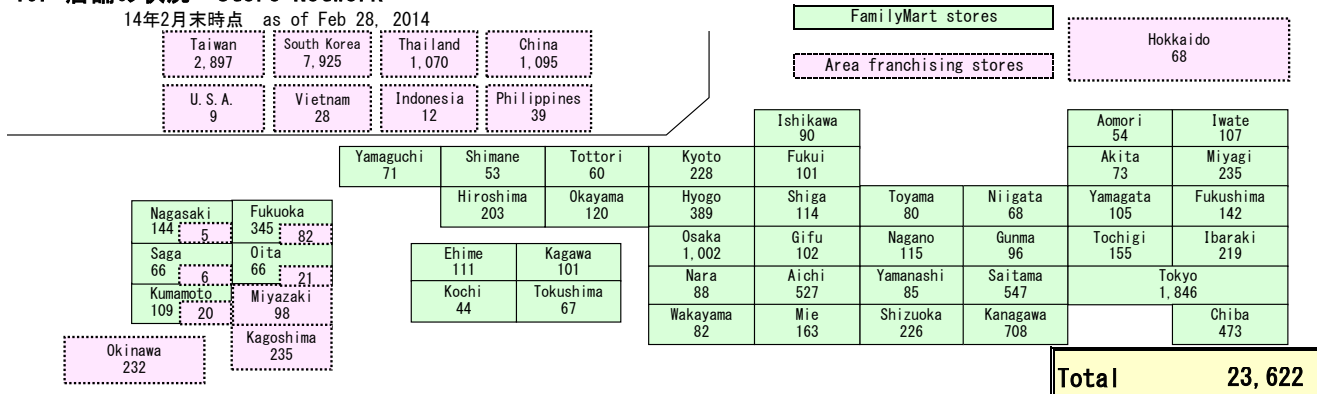 店舗の状況 Store Network
14年2月末時点 as of Feb 28, 2014
FamilyMart stores
Area franchising stores
Hokkaido
68
Taiwan
2,897
South Korea
7,925
Thailand
1,070
China
1,095
U.S.A.
9
Vietnam
28
Indonesia
12
Philippines
39
Ishikawa
90
Aomori
54
Iwate
107
Yamaguchi
71
Shimane
53
Tottori
60
Kyoto
228
Fukui
101
Akita
73
Miyagi
235
Hiroshima
203
Okayama
120
Hyogo
389
Shiga
114
Toyama
80
Niigata
68
Yamagata
105
Fukushima
142
Nagasaki
144 5
Fukuoka
345 82
Osaka
1,002
Gifu
102
Nagano
115
Gunma
96
Tochigi
155
Ibaraki
219
Saga
66 6
Oita
66 21
Ehime
111
Kagawa
101
Nara
88
Aichi
527
Yamanashi
85
Saitama
547
Tokyo
1,846
Kumamoto
109 20
Miyazaki
98
Kochi
44
Tokushima
67
Wakayama
82
Mie
163
Shizuoka
226
Kanagawa
708
Chiba
473
Okinawa
232
Kagoshima
235
Total 23,622